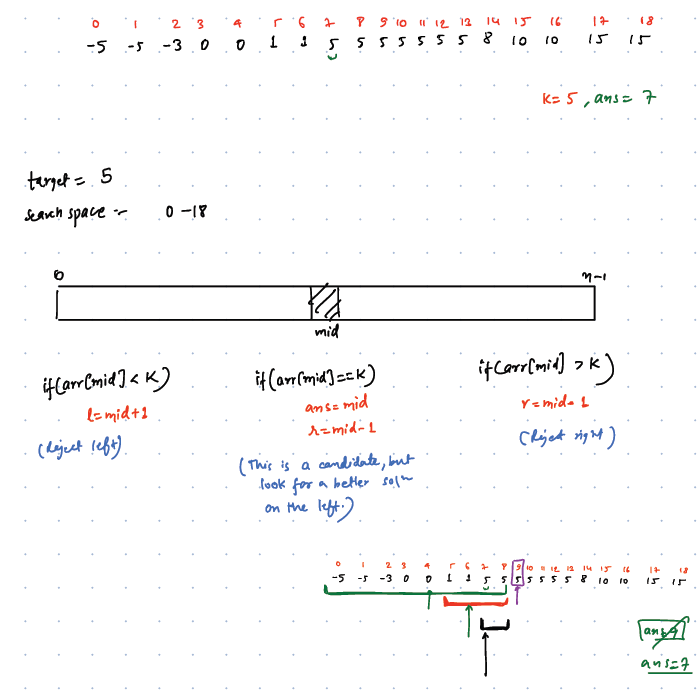 0 1 2 3 4 5 6 7 8 9 10 11 12 13 14 15 16 17 18
-5 -5 -3 0 0 1 1 5 5 5 5 5 5 5 8 10 10 15 15
k=5, ans= 7
target = 5
search space :- 0-18
0 n-1
mid
if(arr[mid] < K) if(arr[mid]==K) if(arr[mid] > K)
l=mid+1 ans=mid r=mid-1
r=mid-1
(Reject left) (This is a candidate, but (Reject right)
look for a better solⁿ
on the left.)
0 1 2 3 4 5 6 7 8 9 10 11 12 13 14 15 16 17 18
-5 -5 -3 0 0 1 1 5 5 5 5 5 5 5 8 10 10 15 15
ans=9
ans=7